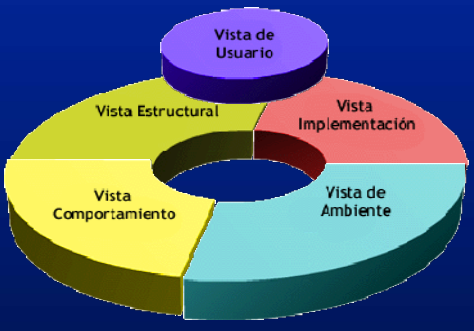 Vista de
Usuario
Vista Estructural
Vista
Implementación
Vista
Comportamiento
Vista de
Ambiente